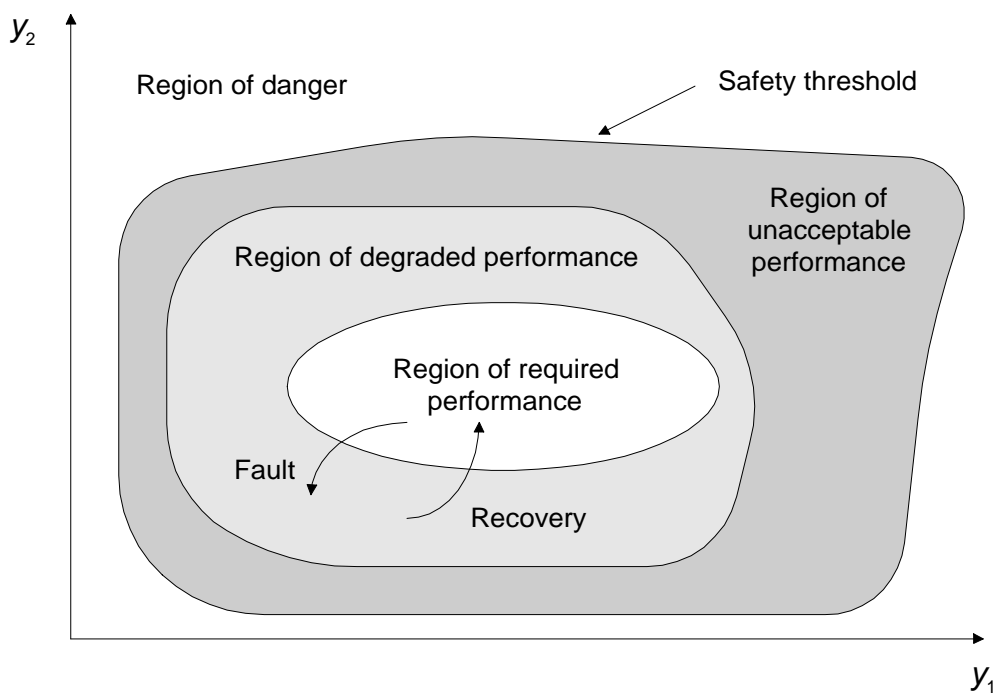 y₂
Region of danger
Safety threshold
Region of
unacceptable
performance
Region of degraded performance
Region of required
performance
Fault
Recovery
y₁